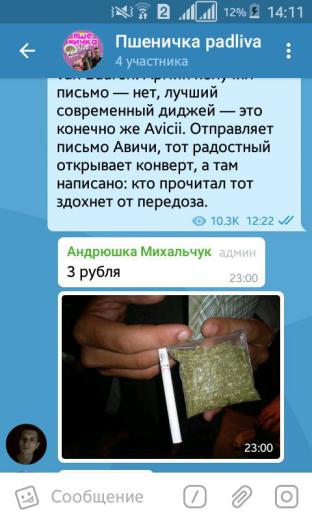 12% 14:11
Пшеничка padliva
4 участника
письмо — нет, лучший
современный диджей — это
конечно же Avicii. Отправляет
письмо Авичи, тот радостный
открывает конверт, а там
написано: кто прочитал тот
здохнет от передоза.
10.3K 12:22
Андрюшка Михальчук админ
3 рубля
23:00
23:00
Сообщение